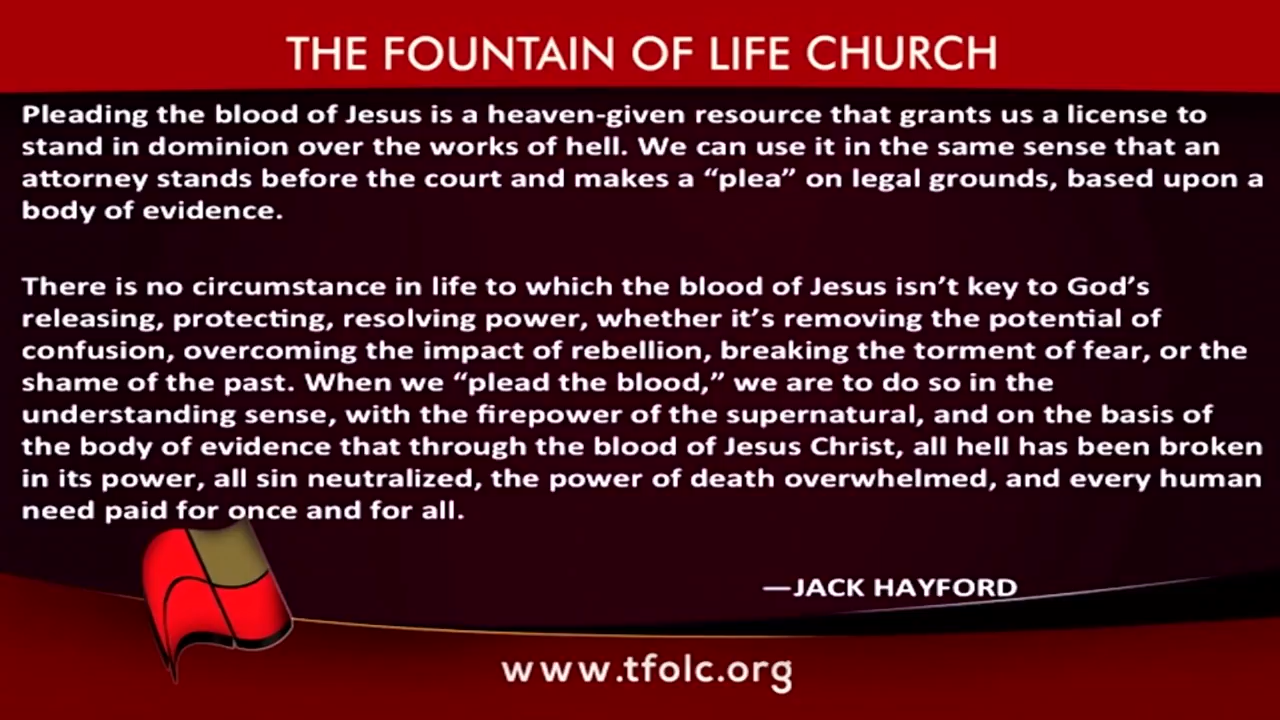 THE FOUNTAIN OF LIFE CHURCH
Pleading the blood of Jesus is a heaven-given resource that grants us a license to
stand in dominion over the works of hell. We can use it in the same sense that an
attorney stands before the court and makes a “plea” on legal grounds, based upon a
body of evidence.
There is no circumstance in life to which the blood of Jesus isn’t key to God’s
releasing, protecting, resolving power, whether it’s removing the potential of
confusion, overcoming the impact of rebellion, breaking the torment of fear, or the
shame of the past. When we “plead the blood,” we are to do so in the
understanding sense, with the firepower of the supernatural, and on the basis of
the body of evidence that through the blood of Jesus Christ, all hell has been broken
in its power, all sin neutralized, the power of death overwhelmed, and every human
need paid for once and for all.
—JACK HAYFORD
www.tfolc.org